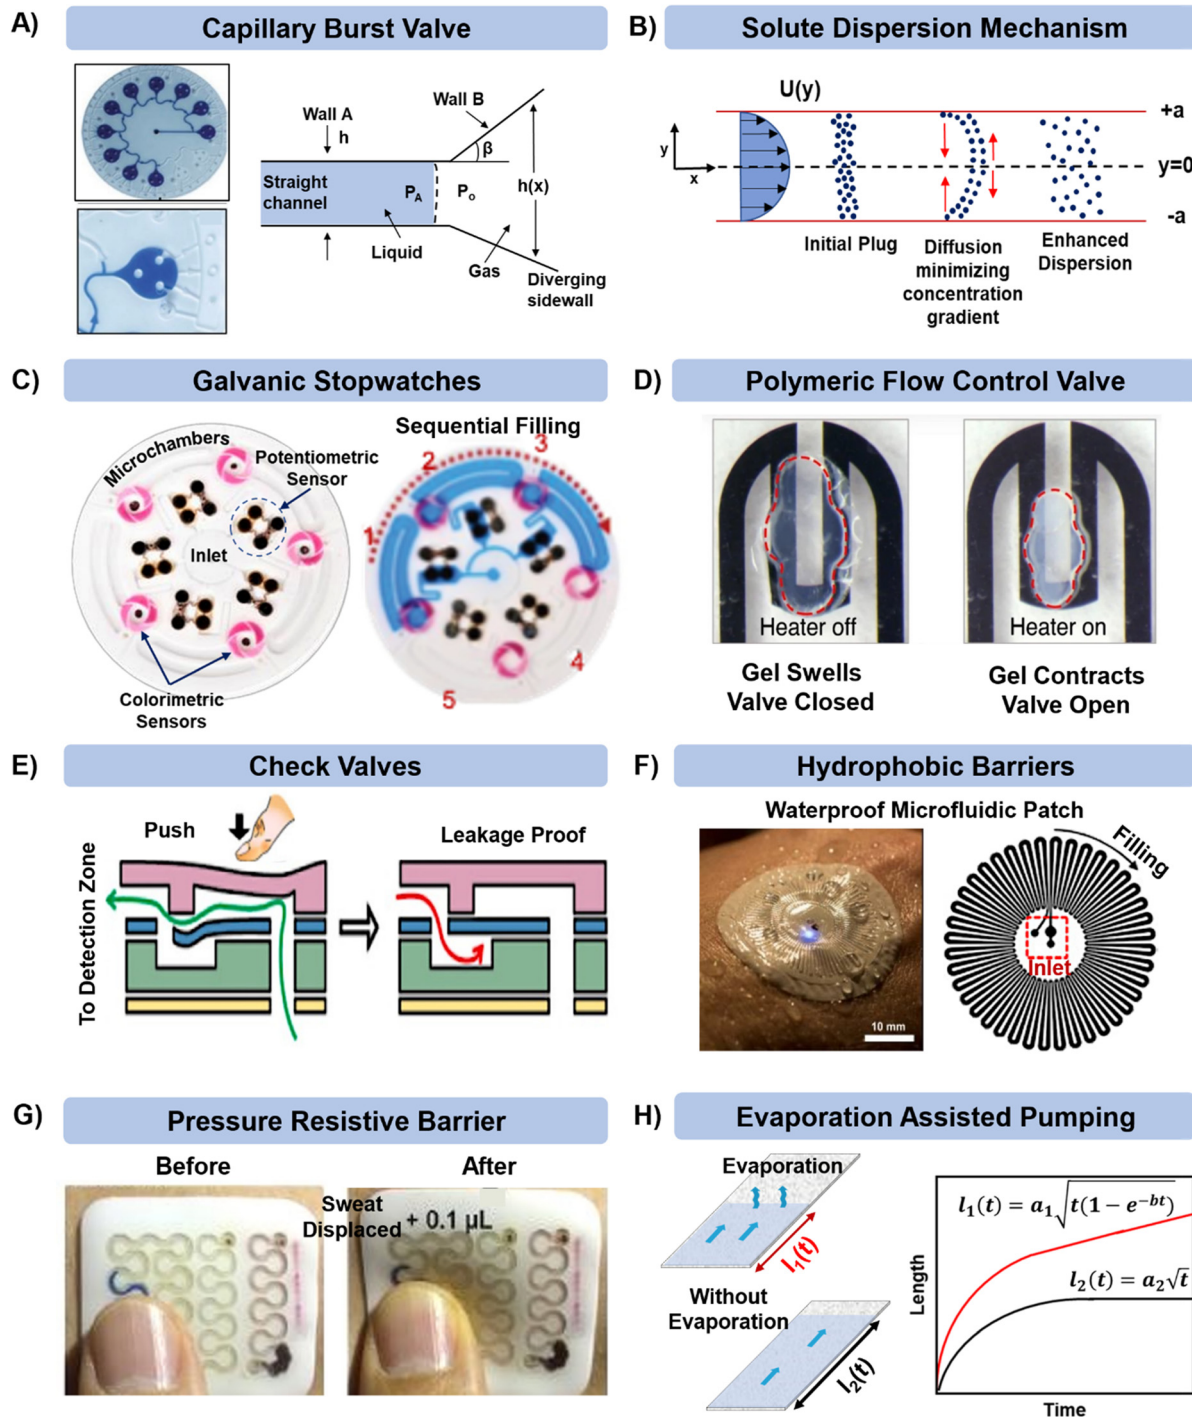 A)
Capillary Burst Valve
Wall A
h
Wall B
β
Straight
channel
P_A
P_o
h(x)
Liquid
Gas
Diverging
sidewall
B)
Solute Dispersion Mechanism
U(y)
+a
y
x
y=0
-a
Initial Plug
Diffusion
minimizing
concentration
gradient
Enhanced
Dispersion
C)
Galvanic Stopwatches
Microchambers
Potentiometric
Sensor
Inlet
Colorimetric
Sensors
Sequential Filling
1
2
3
4
5
D)
Polymeric Flow Control Valve
Heater off
Heater on
Gel Swells
Valve Closed
Gel Contracts
Valve Open
E)
Check Valves
Push
Leakage Proof
To Detection Zone
F)
Hydrophobic Barriers
Waterproof Microfluidic Patch
10 mm
Filling
Inlet
G)
Pressure Resistive Barrier
Before
After
Sweat
Displaced
+ 0.1 µL
H)
Evaporation Assisted Pumping
Evaporation
l₁(t)
Without
Evaporation
l₂(t)
l₁(t) = a₁√t(1 − e^{−bt})
l₂(t) = a₂√t
Length
Time